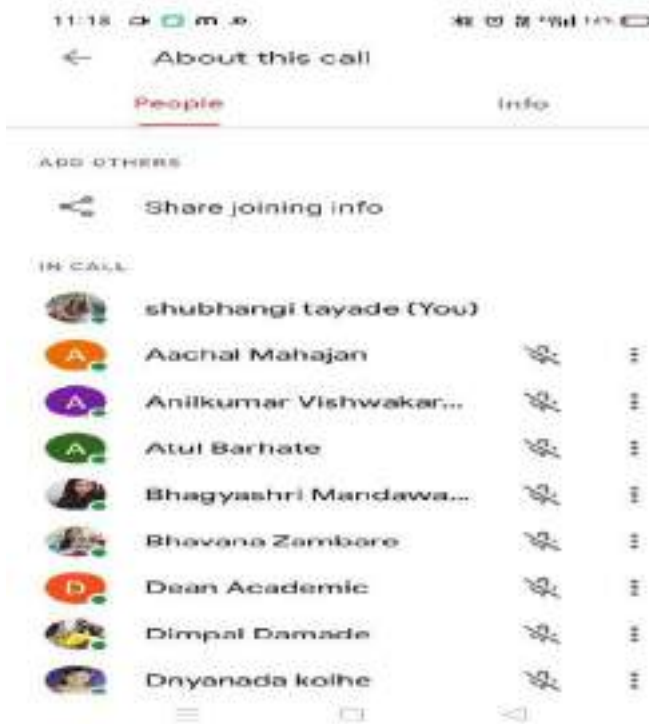 11:18
About this call
People Info
ADD OTHERS
Share joining info
IN CALL
shubhangi tayade (You)
A Aachal Mahajan
A Anilkumar Vishwakar...
A Atul Barhate
Bhagyashri Mandawa...
Bhavana Zambare
D Dean Academic
Dimpal Damade
Dnyanada kolhe